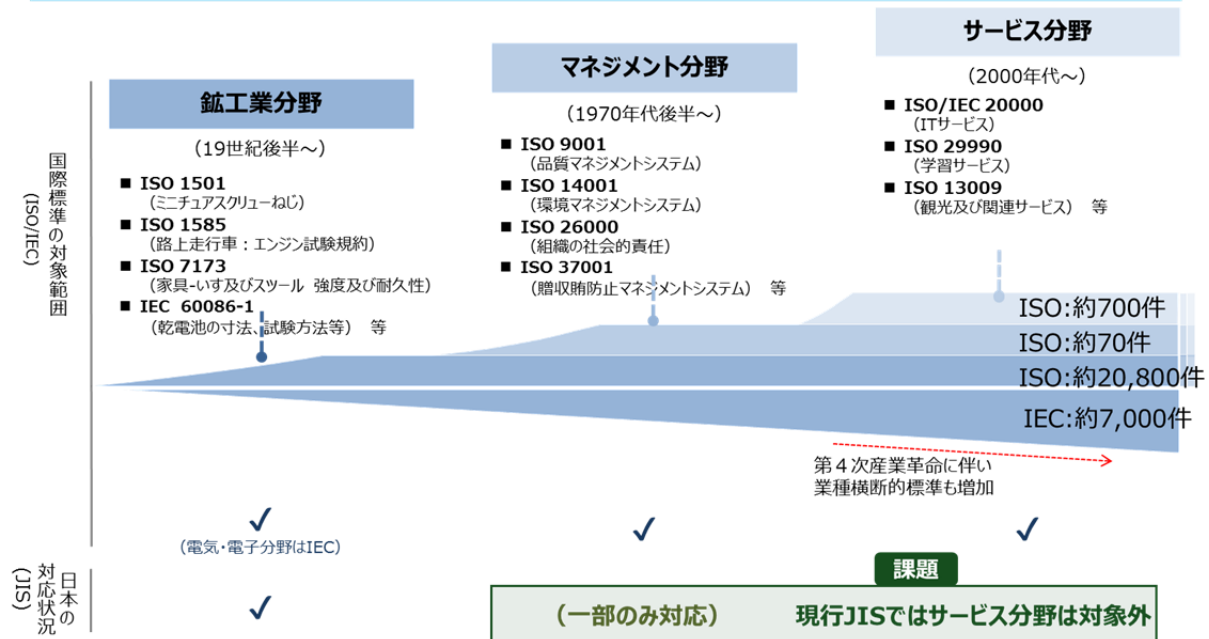 鉱工業分野
（19世紀後半～）
■ ISO 1501
（ミニチュアスクリューねじ）
■ ISO 1585
（路上走行車：エンジン試験規約）
■ ISO 7173
（家具-いす及びスツール 強度及び耐久性）
■ IEC 60086-1
（乾電池の寸法、試験方法等） 等
マネジメント分野
（1970年代後半～）
■ ISO 9001
（品質マネジメントシステム）
■ ISO 14001
（環境マネジメントシステム）
■ ISO 26000
（組織の社会的責任）
■ ISO 37001
（贈収賄防止マネジメントシステム） 等
サービス分野
（2000年代～）
■ ISO/IEC 20000
（ITサービス）
■ ISO 29990
（学習サービス）
■ ISO 13009
（観光及び関連サービス） 等
国際標準の対象範囲
(ISO/IEC)
ISO:約700件
ISO:約70件
ISO:約20,800件
IEC:約7,000件
第４次産業革命に伴い
業種横断的標準も増加
✓
（電気・電子分野はIEC）
✓
✓
日本の
対応状況
(JIS)
✓
課題
（一部のみ対応）
現行JISではサービス分野は対象外